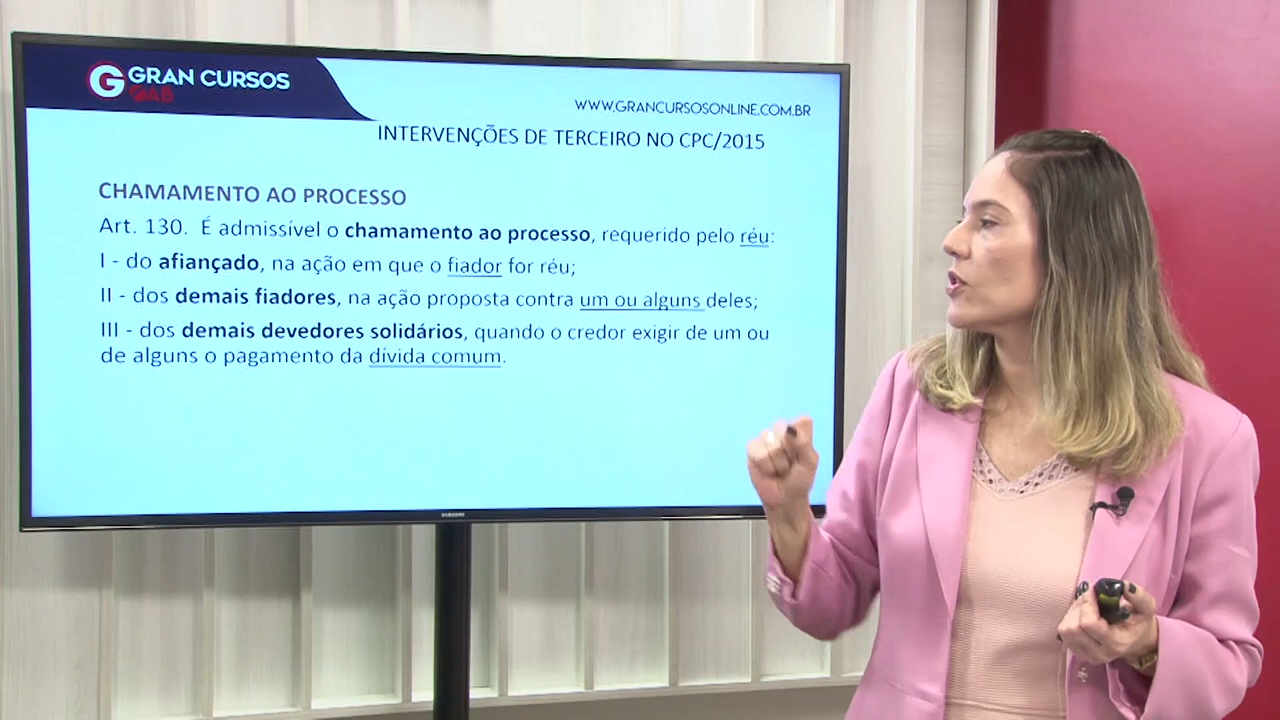 GRAN CURSOS
OAB
WWW.GRANCURSOSONLINE.COM.BR
INTERVENÇÕES DE TERCEIRO NO CPC/2015
CHAMAMENTO AO PROCESSO
Art. 130. É admissível o chamamento ao processo, requerido pelo réu:
I - do afiançado, na ação em que o fiador for réu;
II - dos demais fiadores, na ação proposta contra um ou alguns deles;
III - dos demais devedores solidários, quando o credor exigir de um ou
de alguns o pagamento da dívida comum.
SAMSUNG